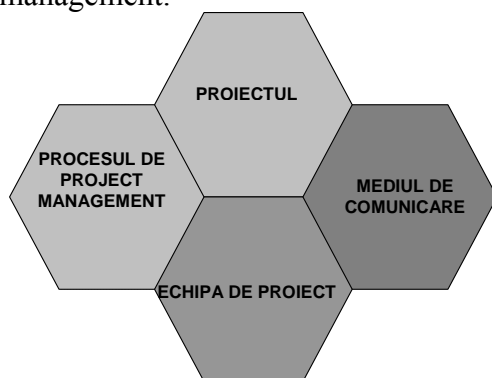 management.
PROIECTUL
PROCESUL DE
PROJECT
MANAGEMENT
MEDIUL DE
COMUNICARE
ECHIPA DE PROIECT